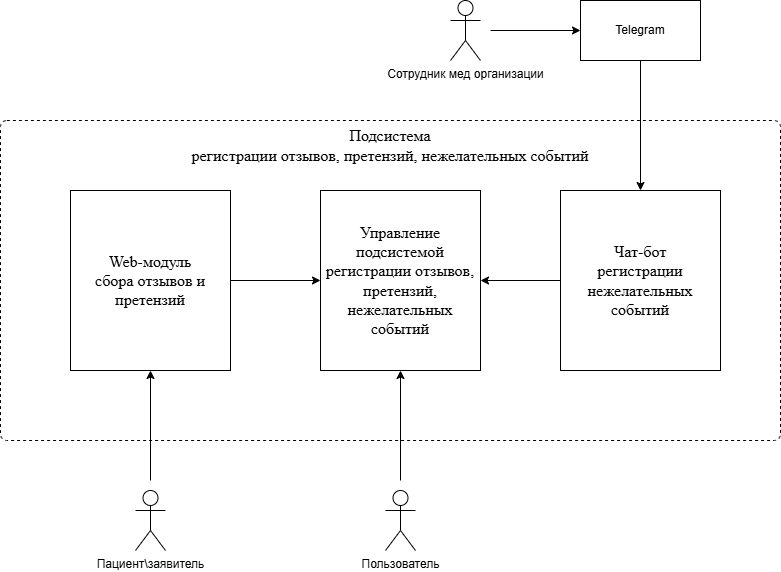 Telegram
Сотрудник мед организации
Подсистема
регистрации отзывов, претензий, нежелательных событий
Web-модуль
сбора отзывов и
претензий
Управление
подсистемой
регистрации отзывов,
претензий,
нежелательных
событий
Чат-бот
регистрации
нежелательных
событий
Пациент\заявитель
Пользователь